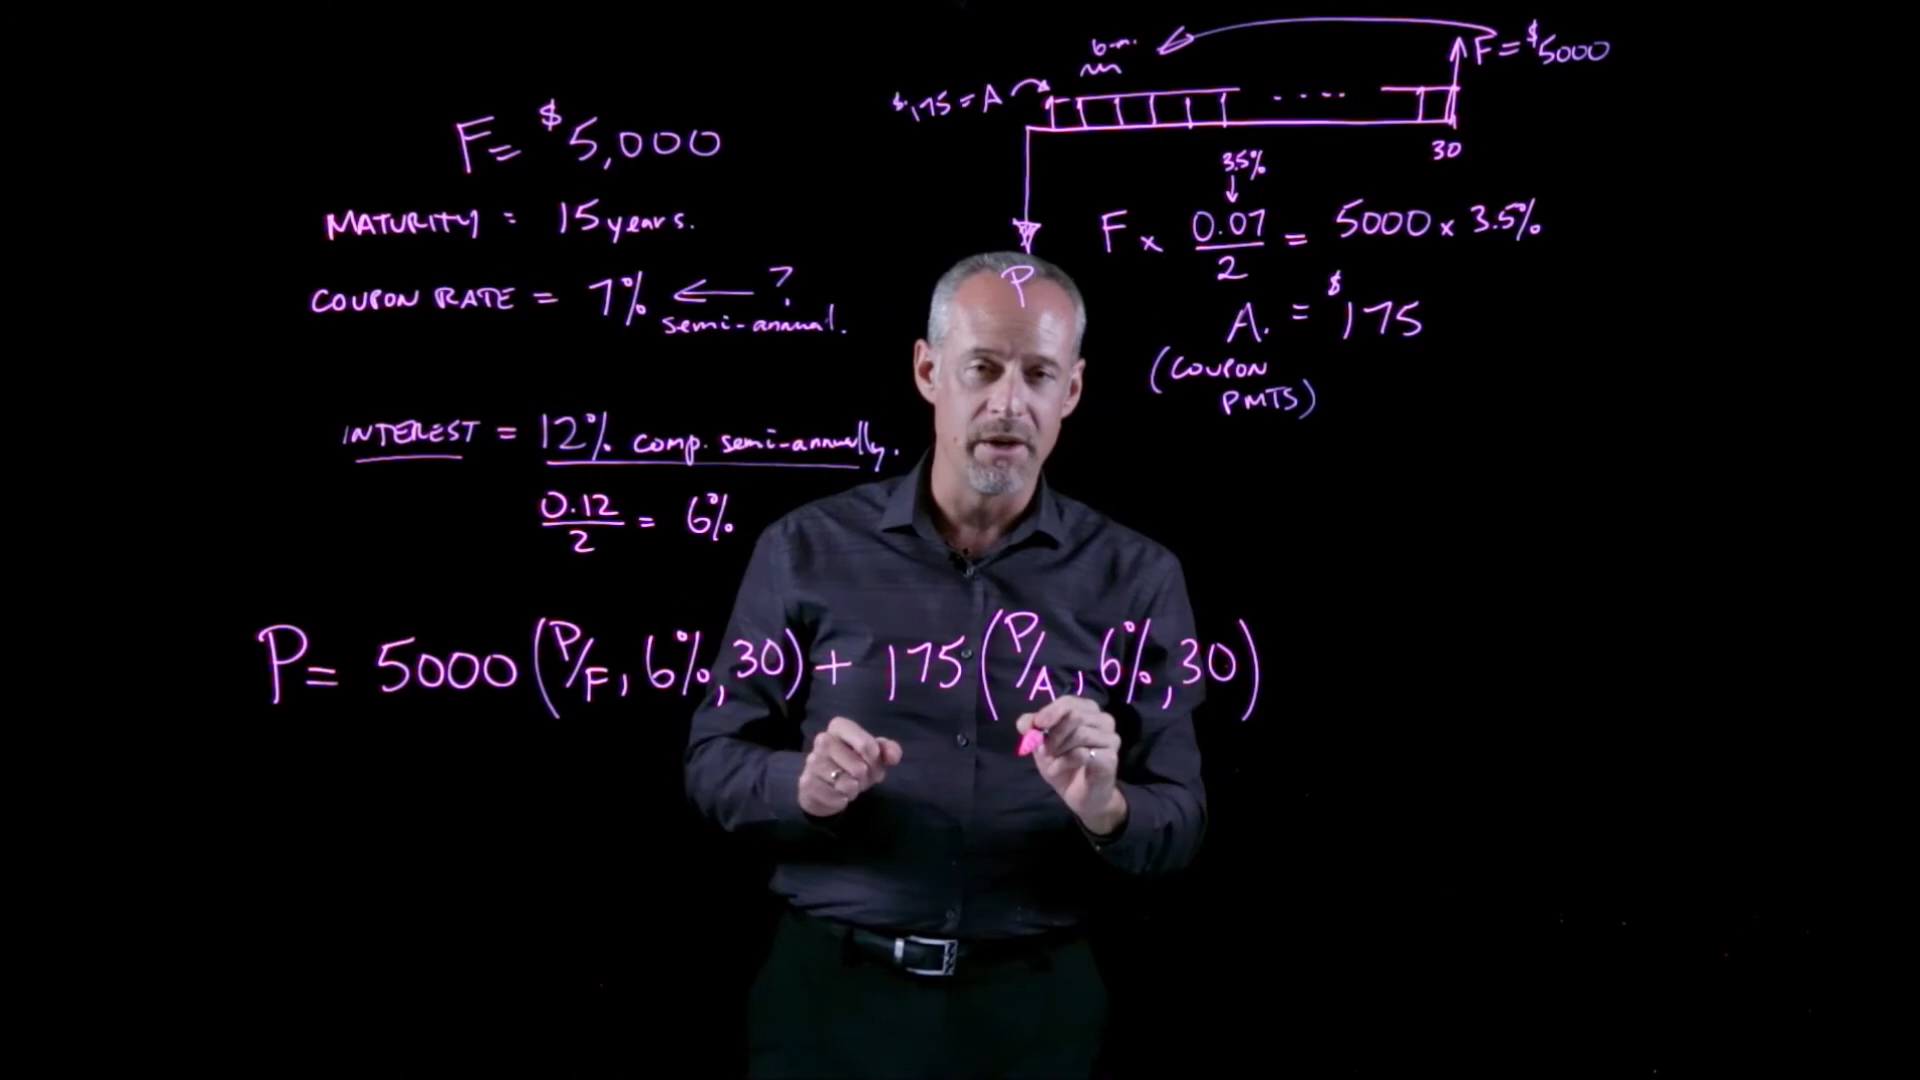 F = $5,000
MATURITY = 15 years.
COUPON RATE = 7% ← ?
semi-annual.
INTEREST = 12% comp. semi-annually.
0.12
2
= 6%
6-m.
$175 = A
F = $5000
....
30
P
3.5%
↓
F × 0.07 = 5000 × 3.5%
2
A. = $175
(COUPON
PMTS)
P = 5000 (P/F, 6%, 30) + 175 (P/A, 6%, 30)